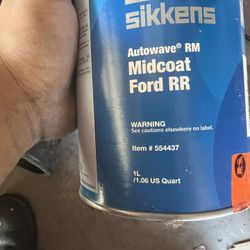 sikkens
Autowave® RM
Midcoat
Ford RR
WARNING
See cautions elsewhere on label.
Item # 554437
1L
/1.06 US Quart